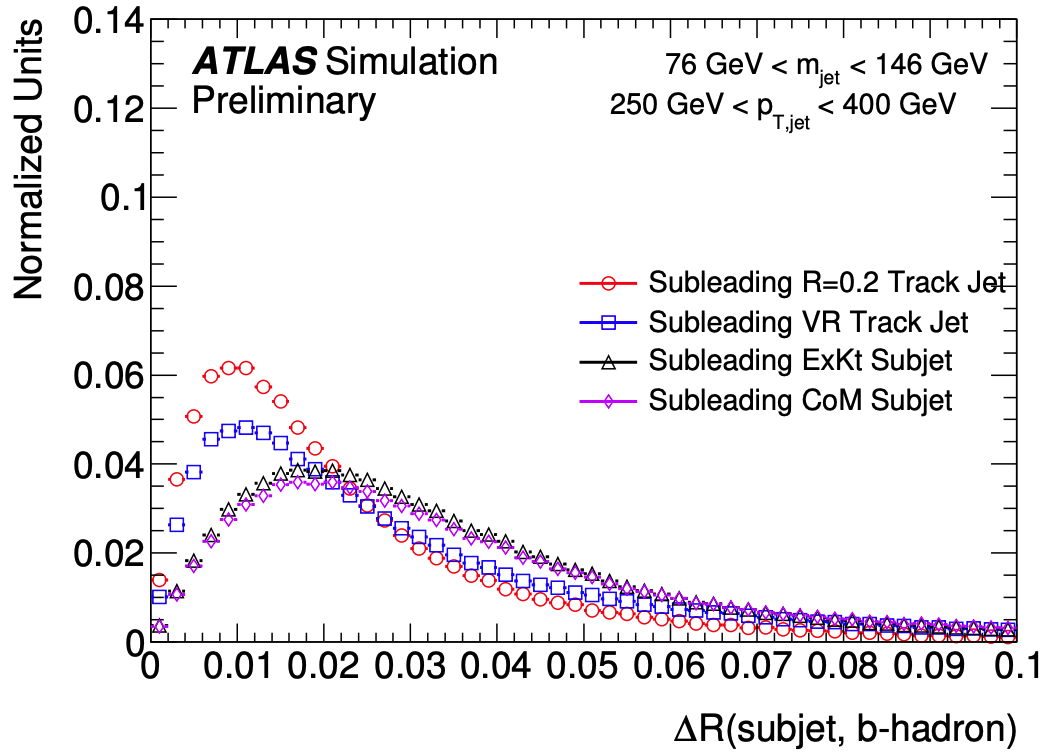 0.14
0.12
0.1
0.08
0.06
0.04
0.02
0
Normalized Units
ATLAS Simulation
Preliminary
76 GeV < m_jet < 146 GeV
250 GeV < p_T,jet < 400 GeV
Subleading R=0.2 Track Jet
Subleading VR Track Jet
Subleading ExKt Subjet
Subleading CoM Subjet
0 0.01 0.02 0.03 0.04 0.05 0.06 0.07 0.08 0.09 0.1
ΔR(subjet, b-hadron)